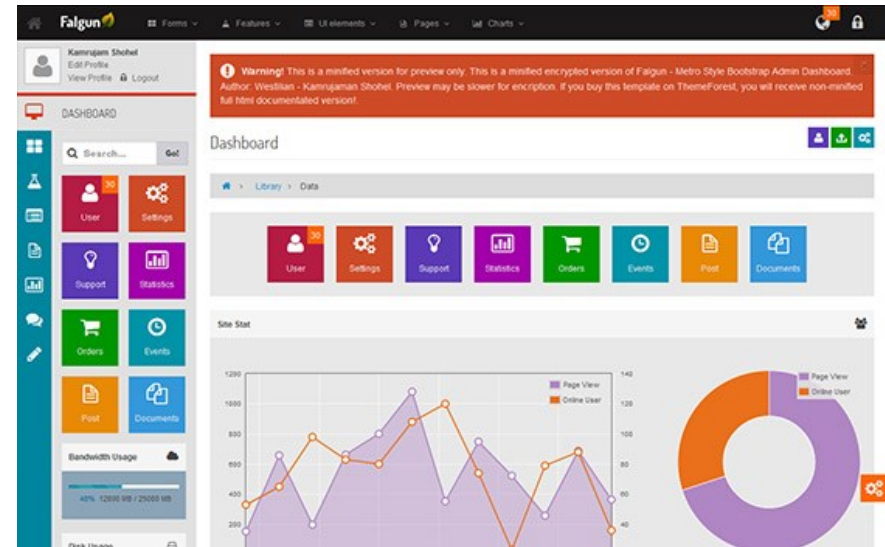 Falgun
Forms
Features
UI elements
Pages
Charts
30
Kamrujam Shohel
Edit Profile
View Profile Logout
DASHBOARD
Search... Go!
30
User
Settings
Support
Statistics
Orders
Events
Post
Documents
Bandwidth Usage
48% 12000 MB / 25000 MB
Disk Usage
Warning! This is a minified version for preview only. This is a minified encrypted version of Falgun - Metro Style Bootstrap Admin Dashboard.
Author: Westilian - Kamrujaman Shohel. Preview may be slower for encription. If you buy this template on ThemeForest, you will receive non-minified
full html documentated version!.
Dashboard
> Library > Data
30
User
Settings
Support
Statistics
Orders
Events
Post
Documents
Site Stat
1200
1000
800
600
400
200
Page View
Online User
140
120
100
80
60
40
Page View
Online User